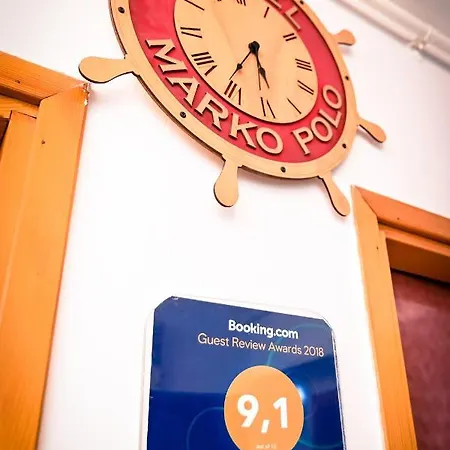 MARKO POLO
Booking.com
Guest Review Awards 2018
9,1